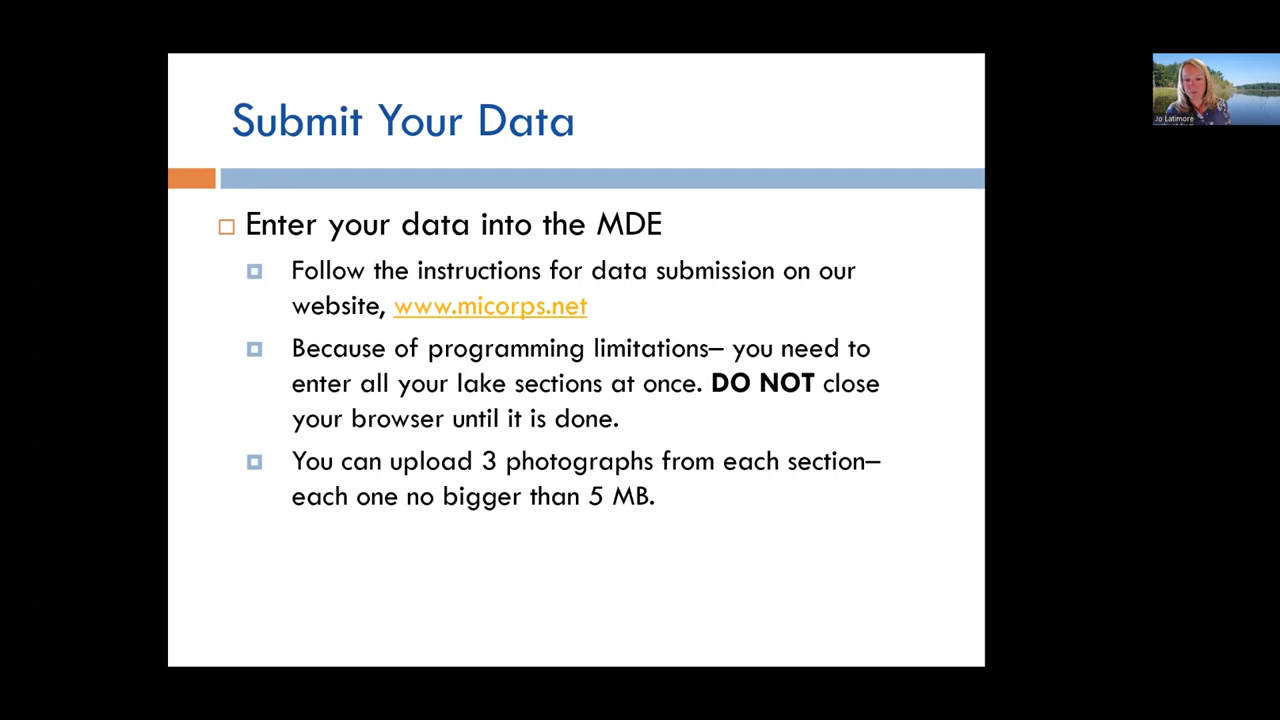 Submit Your Data
Enter your data into the MDE
Follow the instructions for data submission on our
website, www.micorps.net
Because of programming limitations– you need to
enter all your lake sections at once. DO NOT close
your browser until it is done.
You can upload 3 photographs from each section–
each one no bigger than 5 MB.
Jo Latimore